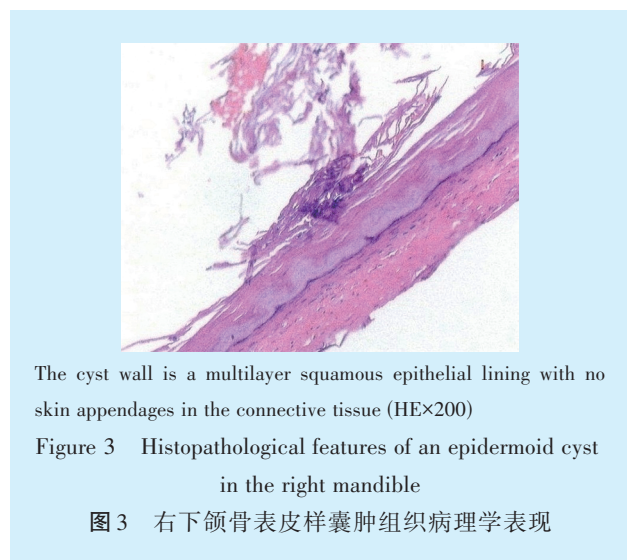 The cyst wall is a multilayer squamous epithelial lining with no
skin appendages in the connective tissue (HE×200)
Figure 3 Histopathological features of an epidermoid cyst
in the right mandible
图3 右下颌骨表皮样囊肿组织病理学表现